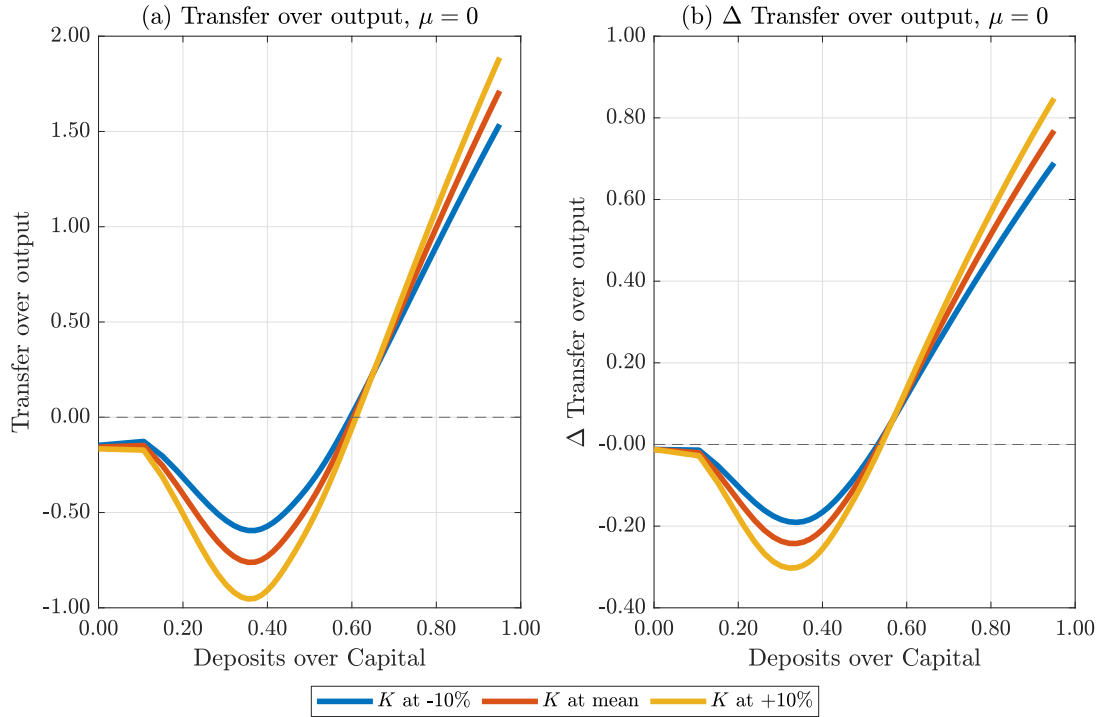 (a) Transfer over output, μ = 0
2.00
1.50
1.00
0.50
0.00
-0.50
-1.00
Transfer over output
0.00 0.20 0.40 0.60 0.80 1.00
Deposits over Capital
(b) Δ Transfer over output, μ = 0
1.00
0.80
0.60
0.40
0.20
-0.00
-0.20
-0.40
Δ Transfer over output
0.00 0.20 0.40 0.60 0.80 1.00
Deposits over Capital
K at -10% K at mean K at +10%